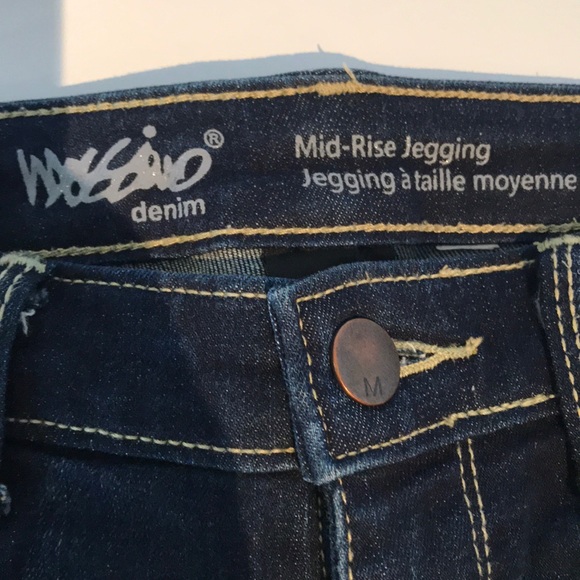 mossimo®
denim
Mid-Rise Jegging
Jegging à taille moyenne
M